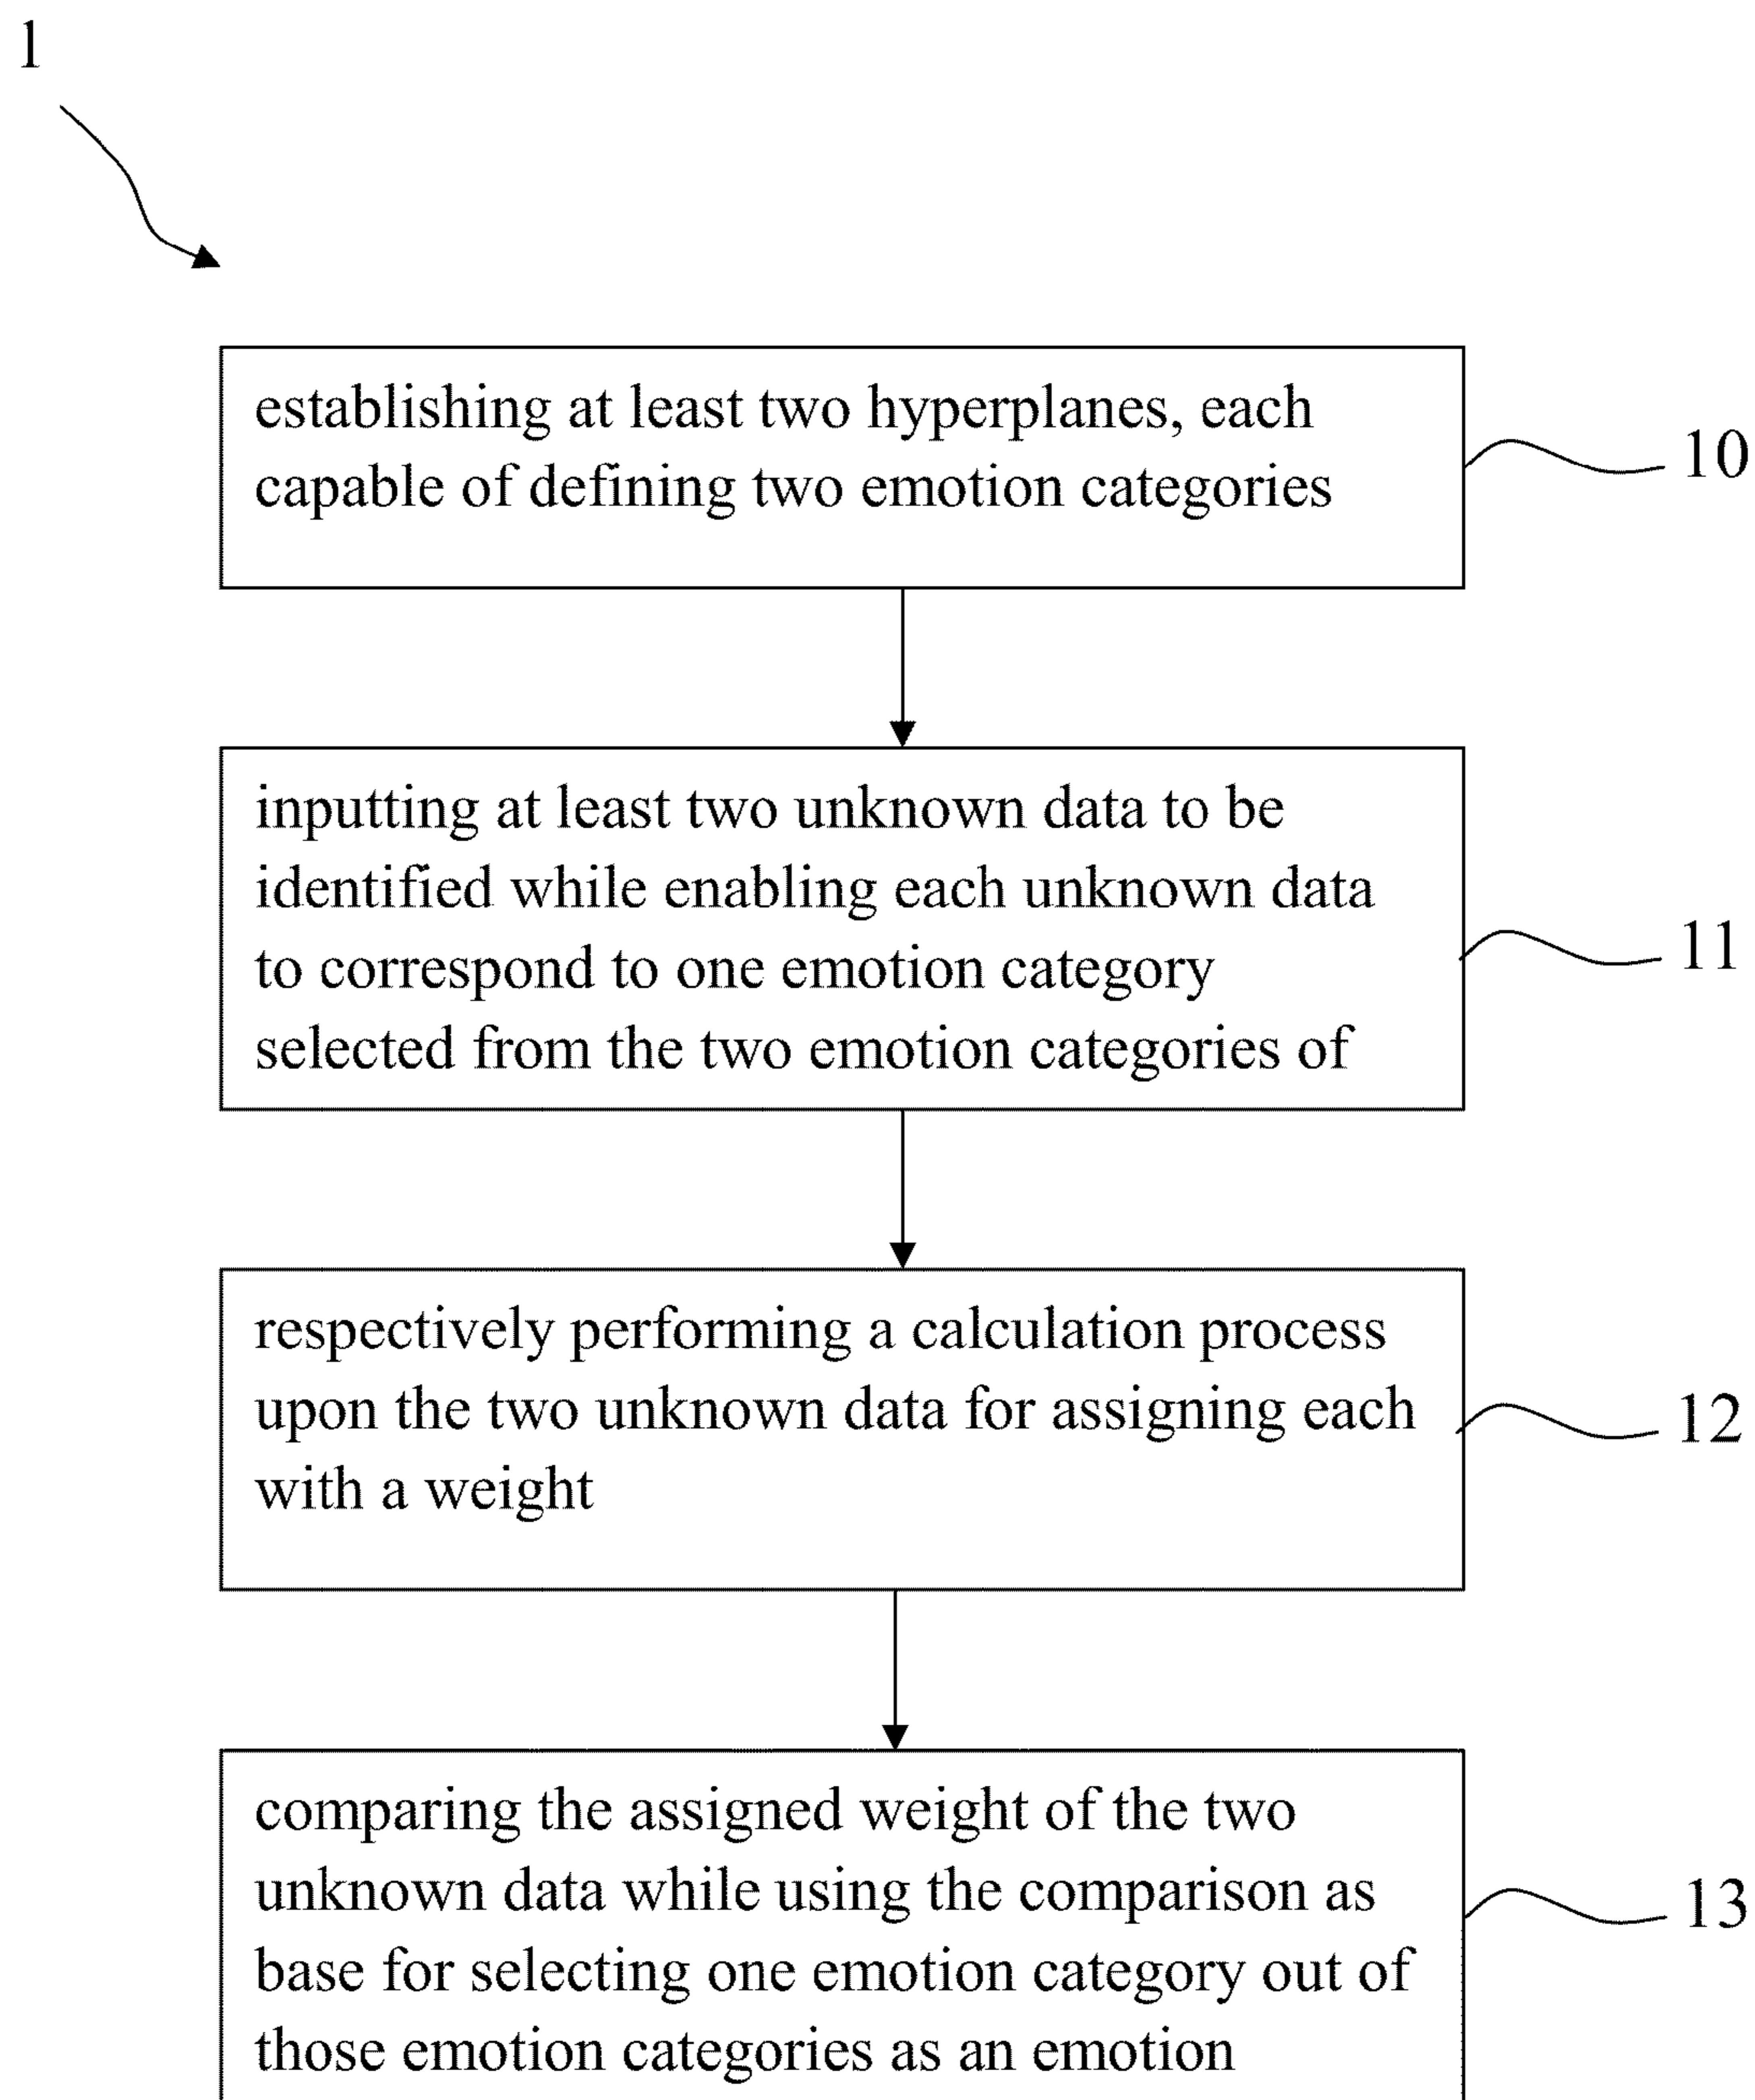 1
establishing at least two hyperplanes, each
capable of defining two emotion categories
10
inputting at least two unknown data to be
identified while enabling each unknown data
to correspond to one emotion category
selected from the two emotion categories of
11
respectively performing a calculation process
upon the two unknown data for assigning each
with a weight
12
comparing the assigned weight of the two
unknown data while using the comparison as
base for selecting one emotion category out of
those emotion categories as an emotion
13